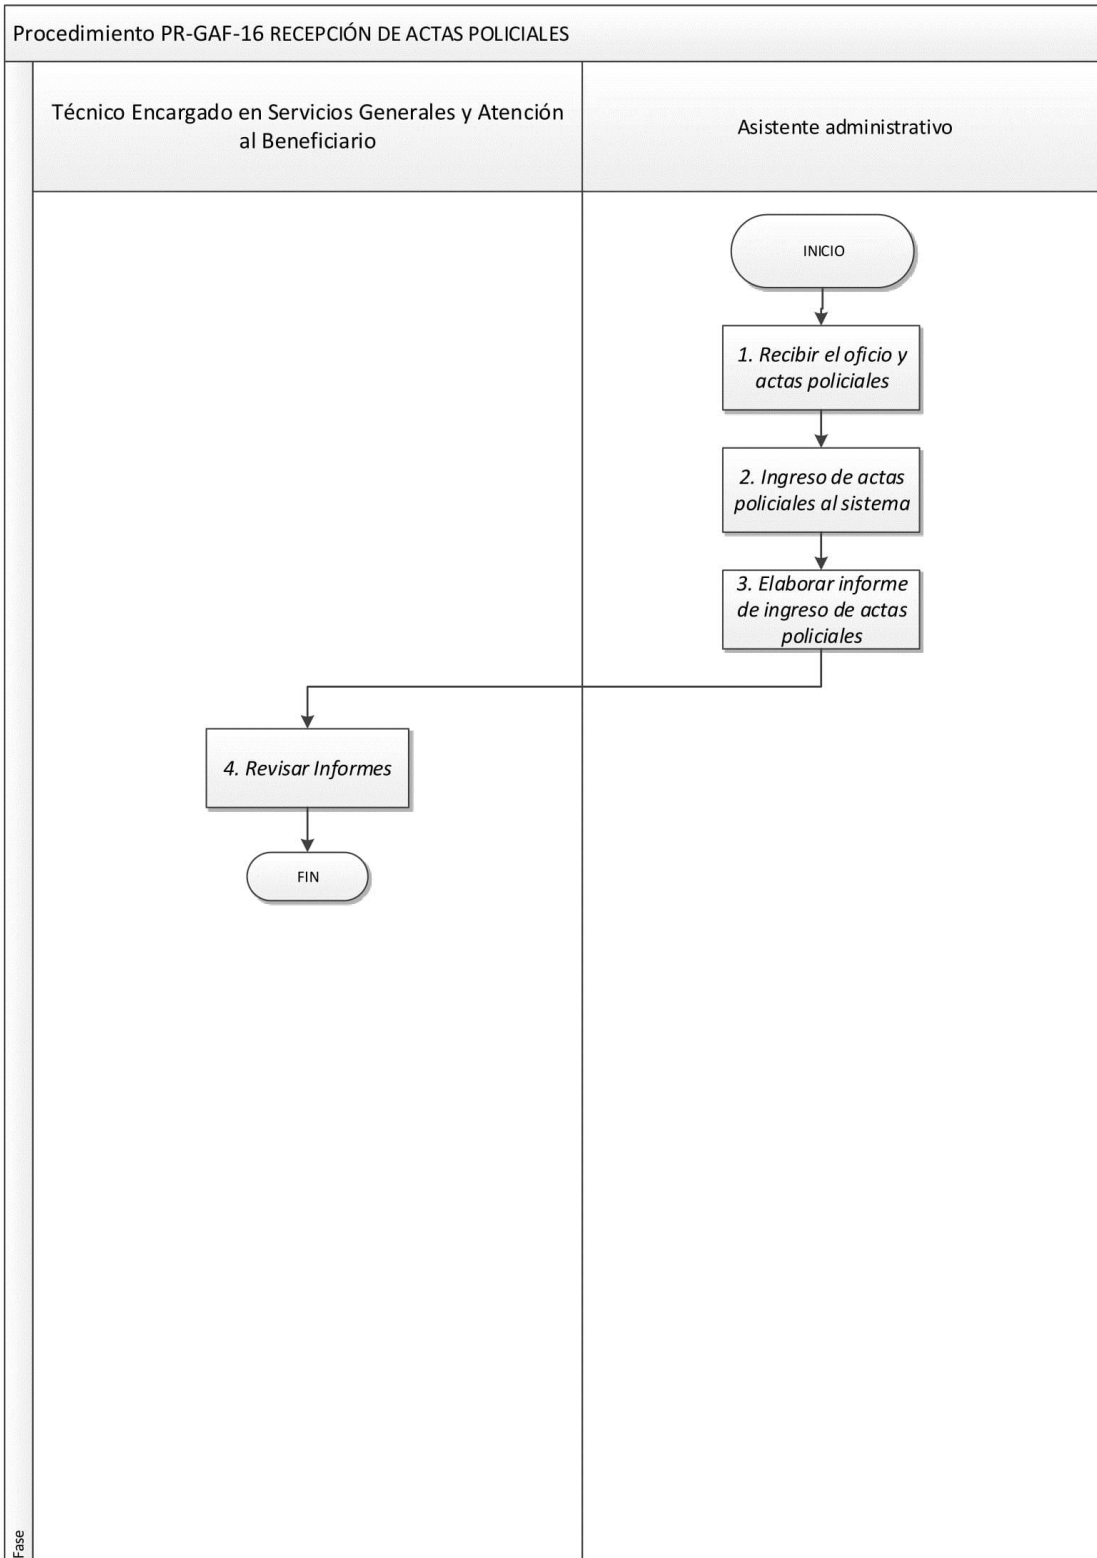 Procedimiento PR-GAF-16 RECEPCIÓN DE ACTAS POLICIALES
Técnico Encargado en Servicios Generales y Atención
al Beneficiario
Asistente administrativo
INICIO
1. Recibir el oficio y
actas policiales
2. Ingreso de actas
policiales al sistema
3. Elaborar informe
de ingreso de actas
policiales
4. Revisar Informes
FIN
Fase